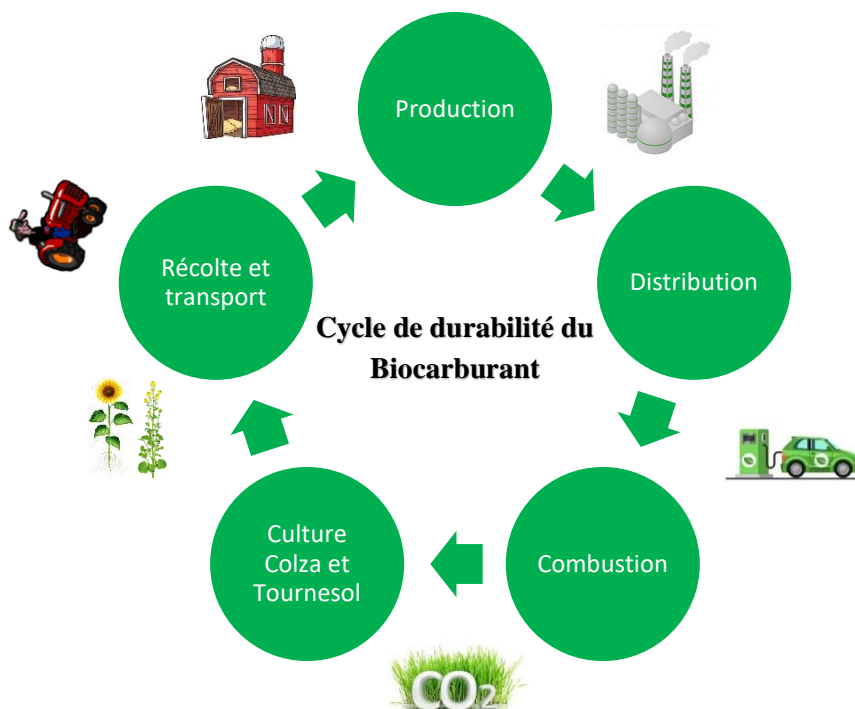 Production
Récolte et
transport
Distribution
Cycle de durabilité du
Biocarburant
Culture
Colza et
Tournesol
Combustion
CO2